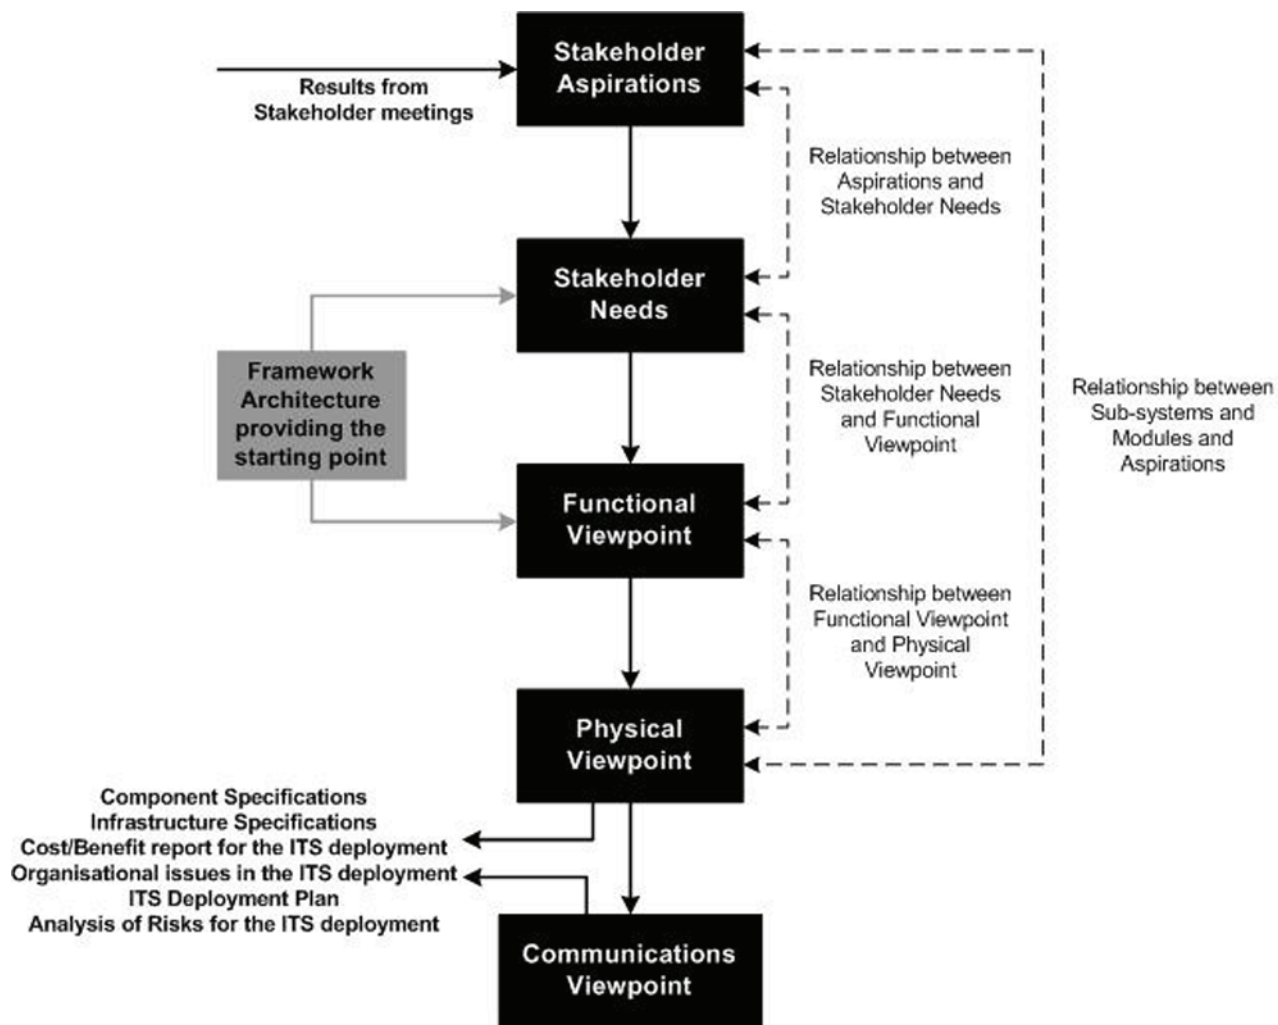 Stakeholder
Aspirations
Results from
Stakeholder meetings
Relationship between
Aspirations and
Stakeholder Needs
Stakeholder
Needs
Framework
Architecture
providing the
starting point
Relationship between
Stakeholder Needs
and Functional
Viewpoint
Relationship between
Sub-systems and
Modules and
Aspirations
Functional
Viewpoint
Relationship between
Functional Viewpoint
and Physical
Viewpoint
Physical
Viewpoint
Component Specifications
Infrastructure Specifications
Cost/Benefit report for the ITS deployment
Organisational issues in the ITS deployment
ITS Deployment Plan
Analysis of Risks for the ITS deployment
Communications
Viewpoint